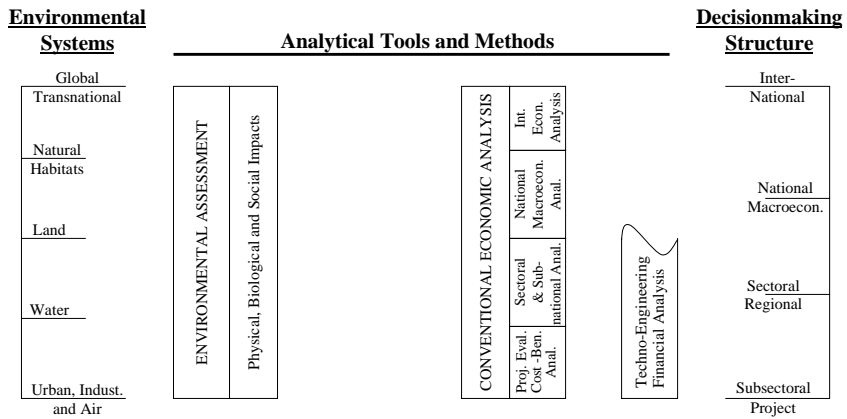 Environmental
Systems
Analytical Tools and Methods
Decisionmaking
Structure
Global
Transnational
Natural
Habitats
Land
Water
Urban, Indust.
and Air
ENVIRONMENTAL ASSESSMENT
Physical, Biological and Social Impacts
CONVENTIONAL ECONOMIC ANALYSIS
Int.
Econ.
Analysis
National
Macroecon.
Anal.
Sectoral
& Sub-
national Anal.
Proj. Eval.
Cost -Ben.
Anal.
Techno-Engineering
Financial Analysis
Inter-
National
National
Macroecon.
Sectoral
Regional
Subsectoral
Project